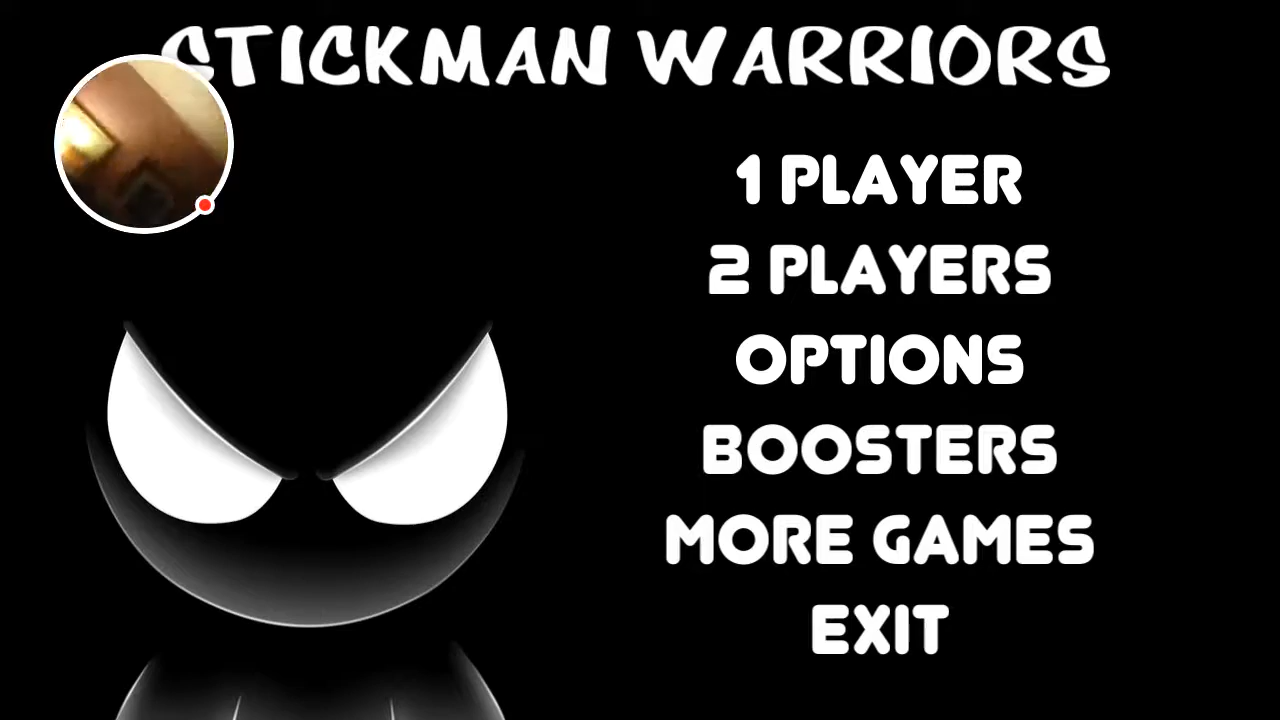 STICKMAN WARRIORS
1 PLAYER
2 PLAYERS
OPTIONS
BOOSTERS
MORE GAMES
EXIT